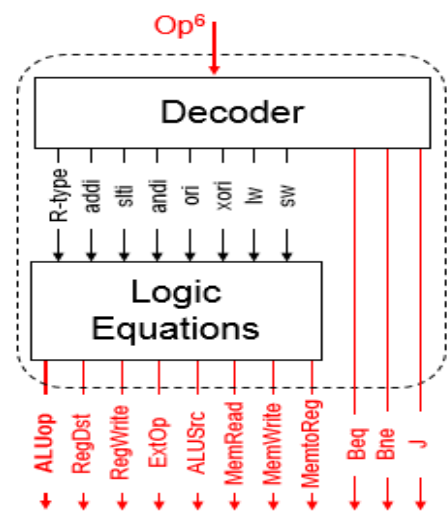 Op⁶
Decoder
R-type
addi
slti
andi
ori
xori
lw
sw
Logic
Equations
ALUop
RegDst
RegWrite
ExtOp
ALUSrc
MemRead
MemWrite
MemtoReg
Beq
Bne
J